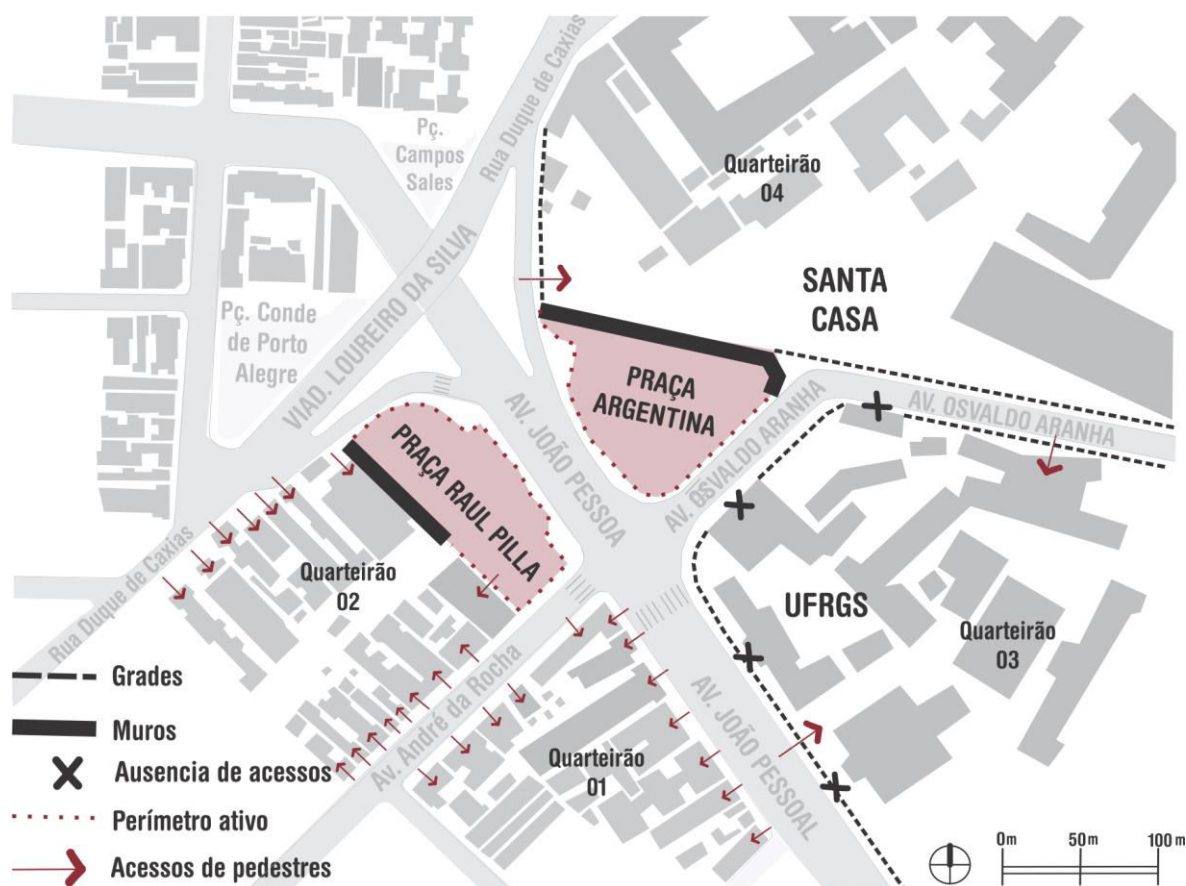 Rua Duque de Caxias
Pç.
Campos
Sales
Quarteirão
04
VIAD. LOUREIRO DA SILVA
SANTA
CASA
Pç. Conde
de Porto
Alegre
PRAÇA
ARGENTINA
AV. JOÃO PESSOA
AV. OSVALDO ARANHA
AV. OSVALDO ARANHA
PRAÇA RAUL PILLA
Quarteirão
02
Rua Duque de Caxias
UFRGS
Quarteirão
03
Av. André da Rocha
Quarteirão
01
AV. JOÃO PESSOAL
Grades
Muros
Ausencia de acessos
Perímetro ativo
Acessos de pedestres
0m 50m 100m